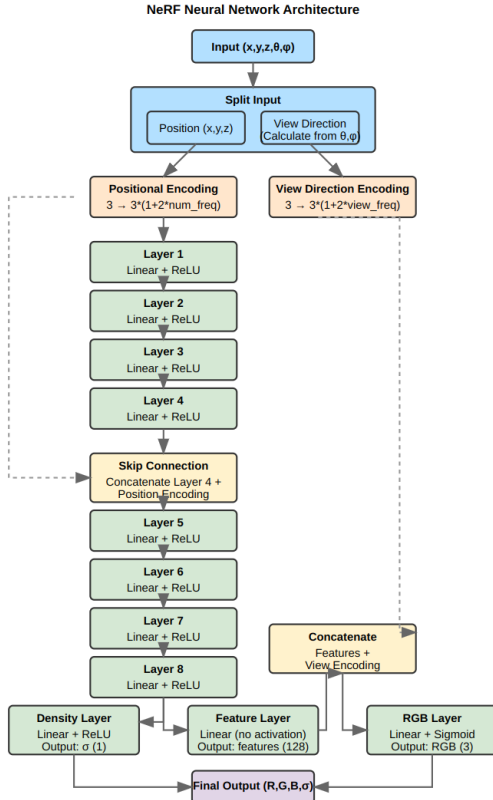 NeRF Neural Network Architecture
Input (x,y,z,θ,φ)
Split Input
Position (x,y,z)
View Direction
(Calculate from θ,φ)
Positional Encoding
3 → 3*(1+2*num_freq)
View Direction Encoding
3 → 3*(1+2*view_freq)
Layer 1
Linear + ReLU
Layer 2
Linear + ReLU
Layer 3
Linear + ReLU
Layer 4
Linear + ReLU
Skip Connection
Concatenate Layer 4 +
Position Encoding
Layer 5
Linear + ReLU
Layer 6
Linear + ReLU
Layer 7
Linear + ReLU
Layer 8
Linear + ReLU
Concatenate
Features +
View Encoding
Density Layer
Linear + ReLU
Output: σ (1)
Feature Layer
Linear (no activation)
Output: features (128)
RGB Layer
Linear + Sigmoid
Output: RGB (3)
Final Output (R,G,B,σ)